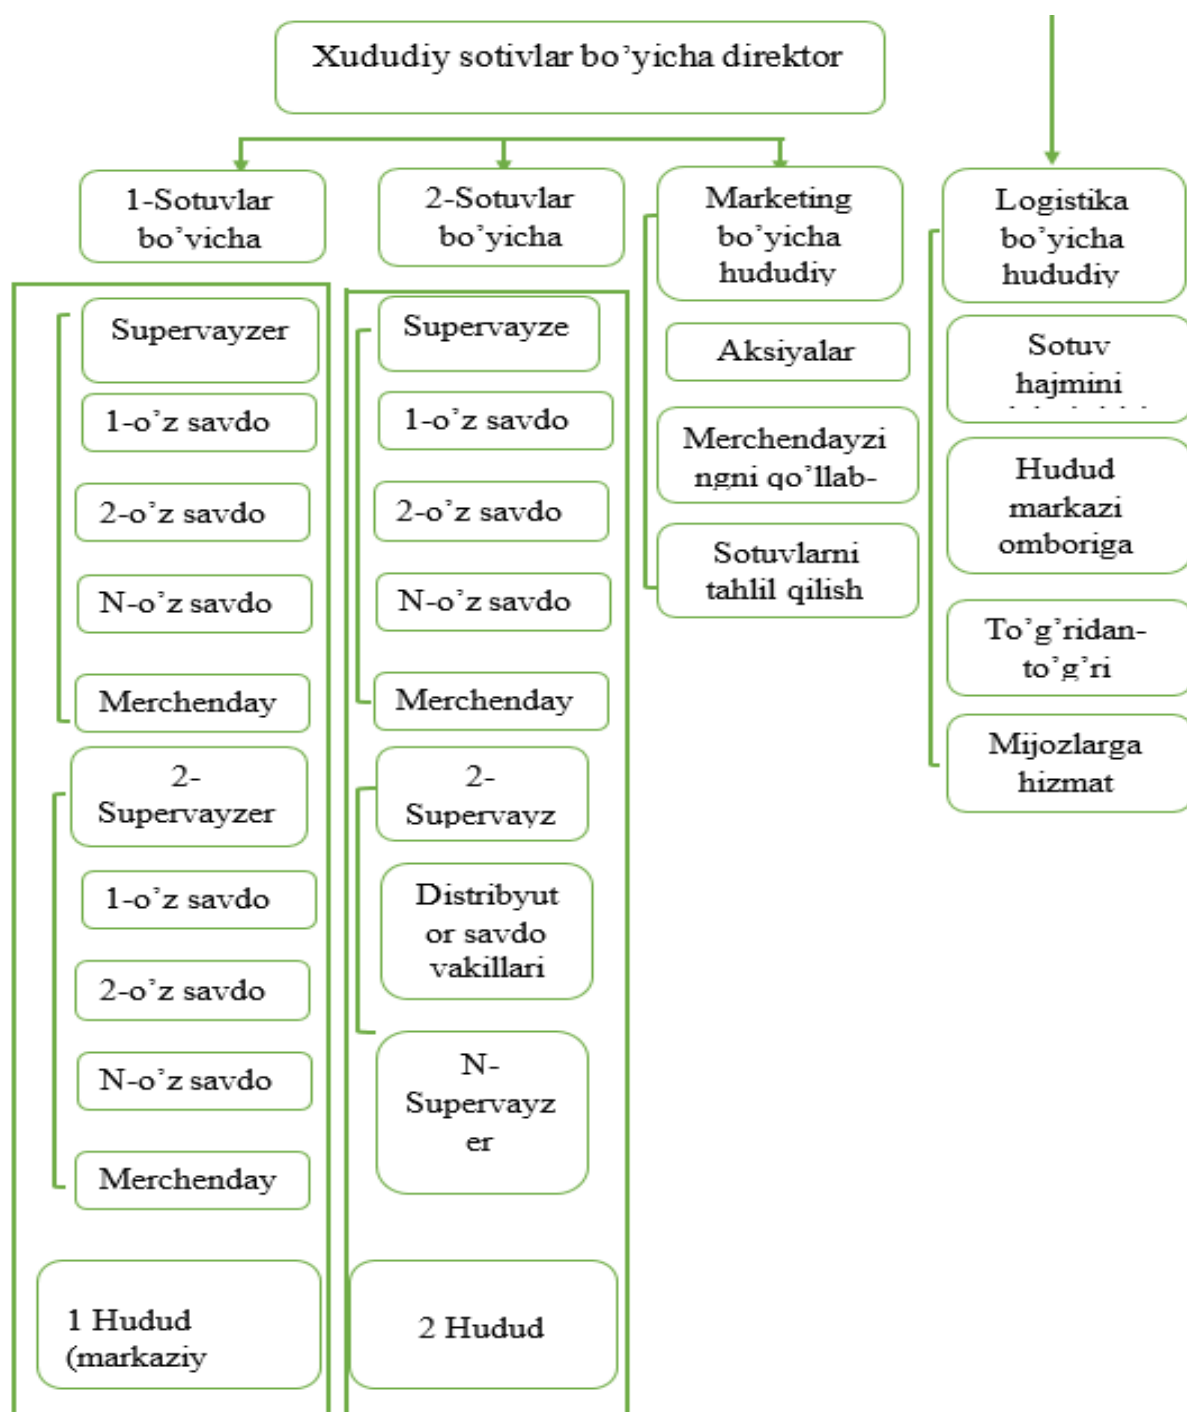 Xududiy sotivlar bo’yicha direktor
1-Sotuvlar
bo’yicha
2-Sotuvlar
bo’yicha
Marketing
bo’yicha
hududiy
Logistika
bo’yicha
hududiy
Supervayzer
1-o’z savdo
2-o’z savdo
N-o’z savdo
Merchenday
2-
Supervayzer
1-o’z savdo
2-o’z savdo
N-o’z savdo
Merchenday
1 Hudud
(markaziy
Supervayze
1-o’z savdo
2-o’z savdo
N-o’z savdo
Merchenday
2-
Supervayz
Distribyut
or savdo
vakillari
N-
Supervayz
er
2 Hudud
Aksiyalar
Merchendayzi
ngni qo’llab-
Sotuvlarni
tahlil qilish
Sotuv
hajmini
Hudud
markazi
omboriga
To’g’ridan-
to’g’ri
Mijozlarga
hizmat